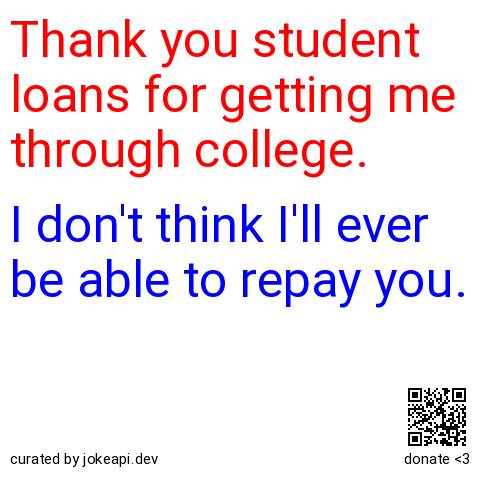 Thank you student
loans for getting me
through college.
I don't think I'll ever
be able to repay you.
curated by jokeapi.dev
donate <3